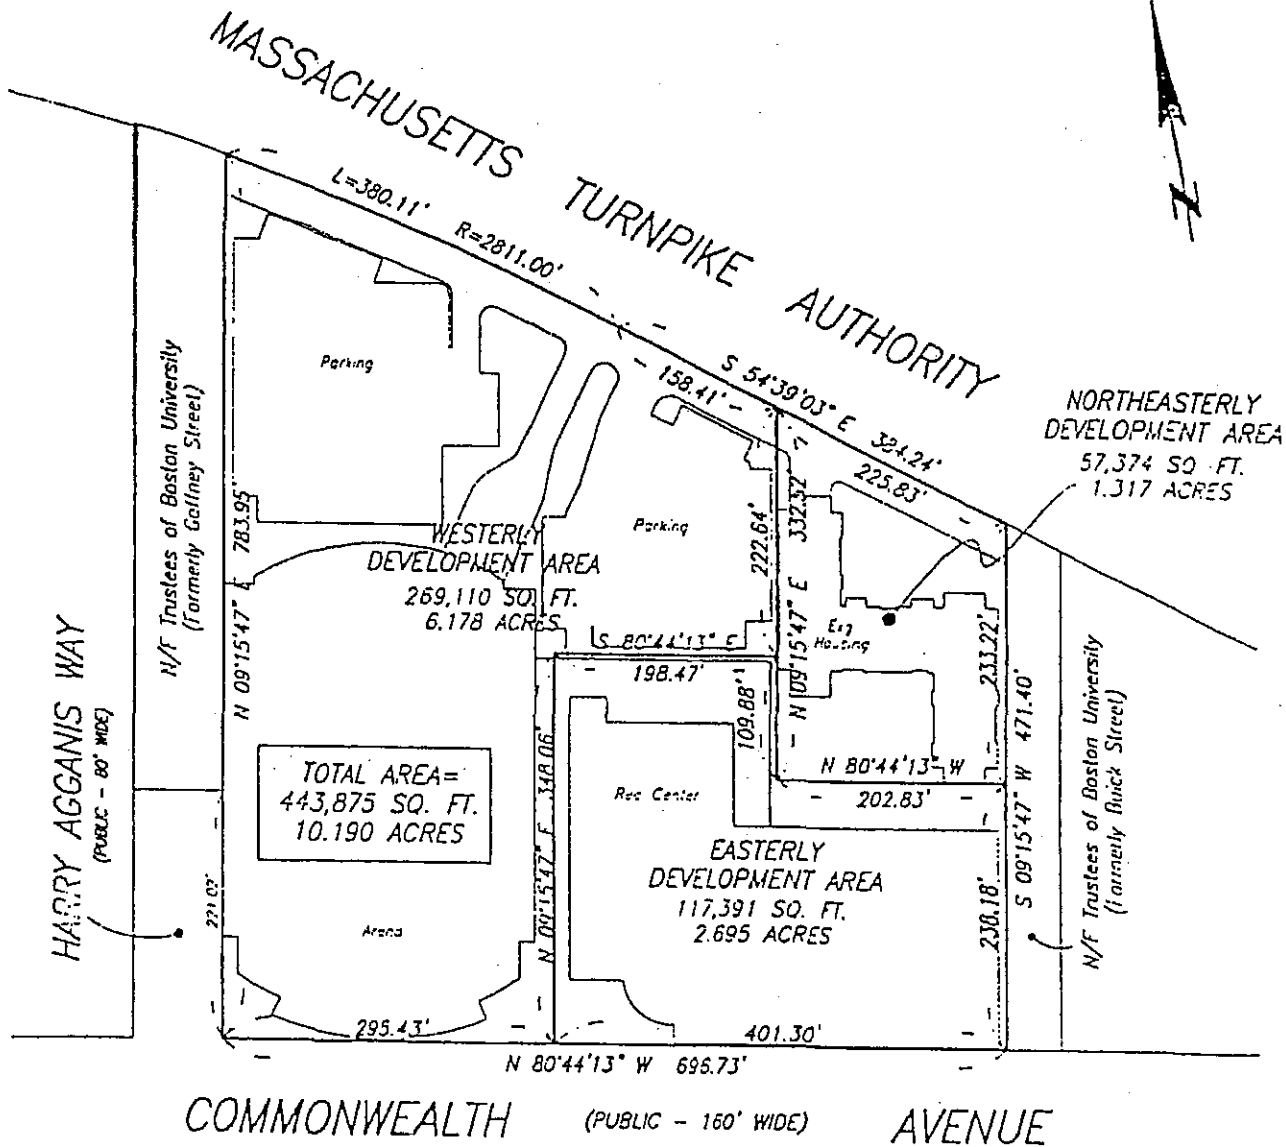 MASSACHUSETTS TURNPIKE AUTHORITY
N
L=380.11' R=2811.00'
S 54°39'03" E 384.24'
158.41'
225.83'
NORTHEASTERLY
DEVELOPMENT AREA
57,374 SQ. FT.
1.317 ACRES
Parking
Parking
N/F Trustees of Boston University
(Formerly Gaffney Street)
N 09°15'47" E 783.95
WESTERLY
DEVELOPMENT AREA
269,110 SQ. FT.
6.178 ACRES
222.64'
N 09°15'47" E 332.52
Housing
233.22'
S 80°44'13" E
198.47'
109.88'
N 80°44'13" W
202.83'
S 09°15'47" W 471.40'
N/F Trustees of Boston University
(Formerly Buick Street)
HARRY AGGANIS WAY
(PUBLIC - 80' WIDE)
TOTAL AREA=
443,875 SQ. FT.
10.190 ACRES
N 09°15'47" E 348.06'
Rec Center
EASTERLY
DEVELOPMENT AREA
117,391 SQ. FT.
2.695 ACRES
238.18'
Arena
295.43'
401.30'
N 80°44'13" W 696.73'
COMMONWEALTH (PUBLIC - 160' WIDE) AVENUE